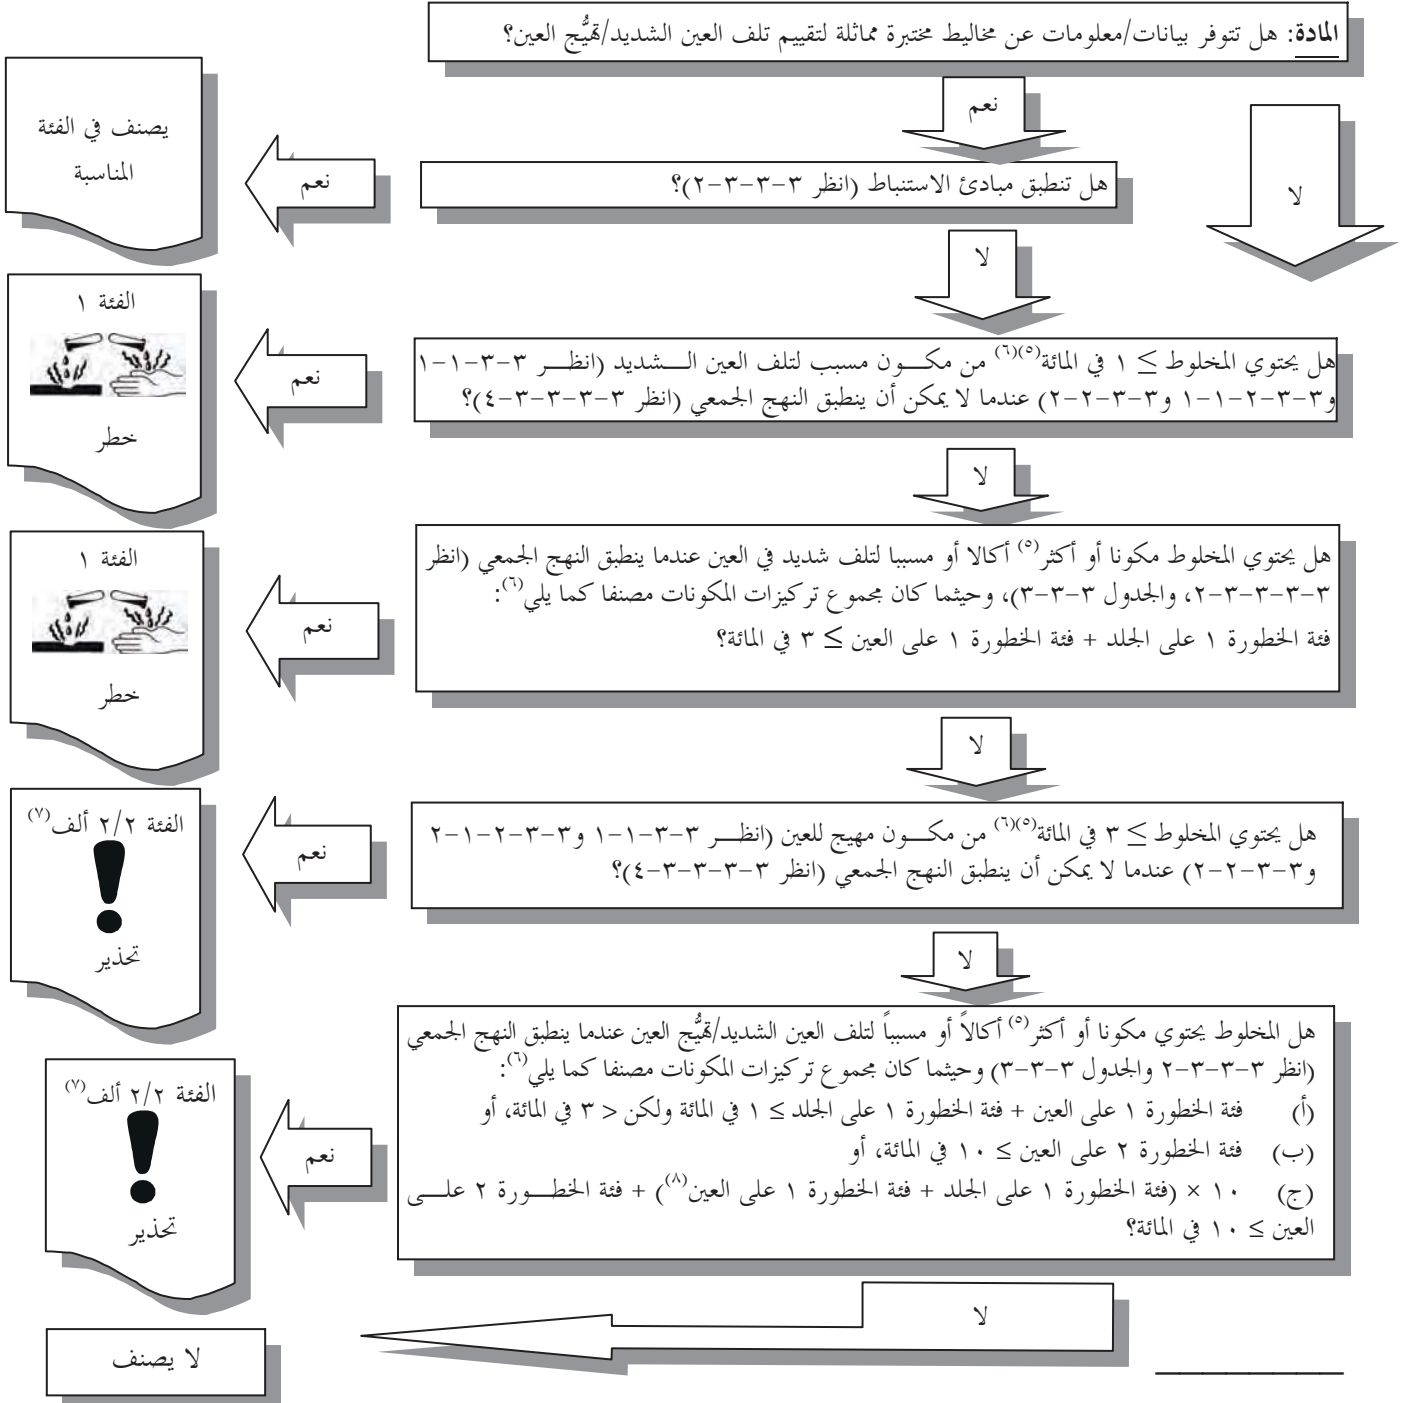 المادة: هل تتوفر بيانات/معلومات عن مخاليط مختبرة مماثلة لتقييم تلف العين الشديد/تهيُّج العين؟
نعم
لا
هل تنطبق مبادئ الاستنباط (انظر ٣-٣-٣-٢)؟
نعم
يصنف في الفئة
المناسبة
لا
هل يحتوي المخلوط ≥ ١ في المائة(٥)(٦) من مكــون مسبب لتلف العين الــشديد (انظــر ٣-٣-١-١
و٣-٣-٢-١-١ و٣-٣-٢-٢) عندما لا يمكن أن ينطبق النهج الجمعي (انظر ٣-٣-٣-٣-٤)؟
نعم
الفئة ١
خطر
لا
هل يحتوي المخلوط مكونا أو أكثر(٥) أكالا أو مسببا لتلف شديد في العين عندما ينطبق النهج الجمعي (انظر
٣-٣-٣-٣-٢، والجدول ٣-٣-٣)، وحيثما كان مجموع تركيزات المكونات مصنفا كما يلي(٦):
فئة الخطورة ١ على الجلد + فئة الخطورة ١ على العين ≥ ٣ في المائة؟
نعم
الفئة ١
خطر
لا
هل يحتوي المخلوط ≥ ٣ في المائة(٥)(٦) من مكــون مهيج للعين (انظــر ٣-٣-١-١ و٣-٣-٢-١-٢
و٣-٣-٢-٢) عندما لا يمكن أن ينطبق النهج الجمعي (انظر ٣-٣-٣-٣-٤)؟
نعم
الفئة ٢/٢ ألف(٧)
تحذير
لا
هل المخلوط يحتوي مكونا أو أكثر(٥) أكالاً أو مسبباً لتلف العين الشديد/تهيُّج العين عندما ينطبق النهج الجمعي
(انظر ٣-٣-٣-٢ والجدول ٣-٣-٣) وحيثما كان مجموع تركيزات المكونات مصنفا كما يلي(٦):
(أ) فئة الخطورة ١ على العين + فئة الخطورة ١ على الجلد ≥ ١ في المائة ولكن < ٣ في المائة، أو
(ب) فئة الخطورة ٢ على العين ≥ ١٠ في المائة، أو
(ج) ١٠ × (فئة الخطورة ١ على الجلد + فئة الخطورة ١ على العين(٨)) + فئة الخطــورة ٢ علــى
العين ≥ ١٠ في المائة؟
نعم
الفئة ٢/٢ ألف(٧)
تحذير
لا
لا يصنف